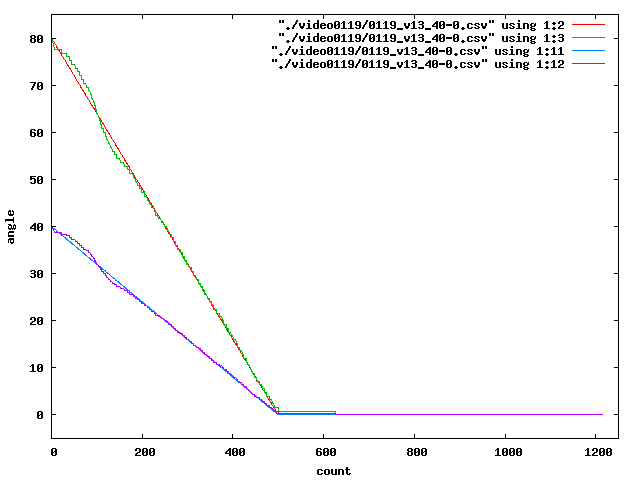 "./video0119/0119_v13_40-0.csv" using 1:2
"./video0119/0119_v13_40-0.csv" using 1:3
"./video0119/0119_v13_40-0.csv" using 1:11
"./video0119/0119_v13_40-0.csv" using 1:12
80
70
60
50
40
30
20
10
0
angle
0 200 400 600 800 1000 1200
count